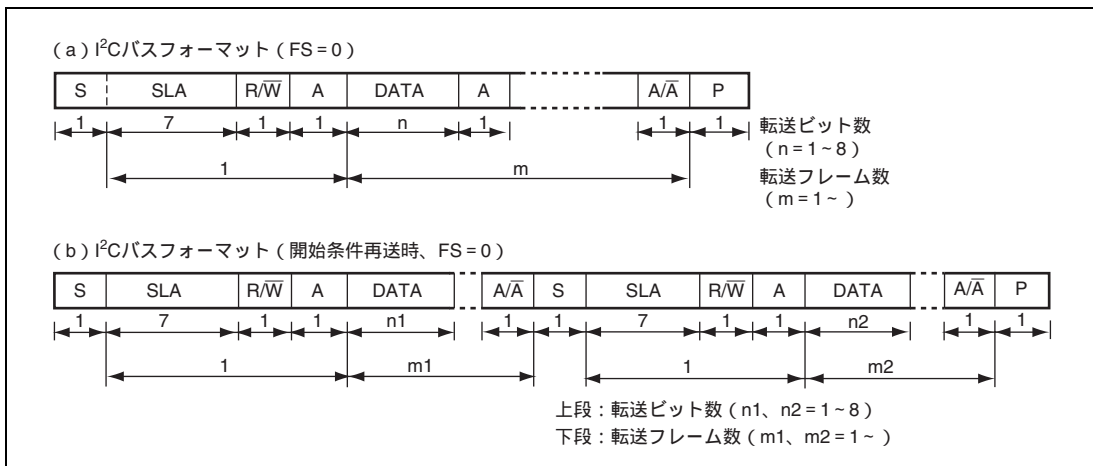 (a) I²Cバスフォーマット(FS=0)
S SLA R/W̅ A DATA A A/A̅ P
1 7 1 1 n 1 1 1 転送ビット数
(n=1~8)
1 m 転送フレーム数
(m=1~ )
(b) I²Cバスフォーマット(開始条件再送時、FS=0)
S SLA R/W̅ A DATA A/A̅ S SLA R/W̅ A DATA A/A̅ P
1 7 1 1 n1 1 1 7 1 1 n2 1 1
1 m1 1 m2
上段:転送ビット数(n1、n2=1~8)
下段:転送フレーム数(m1、m2=1~ )